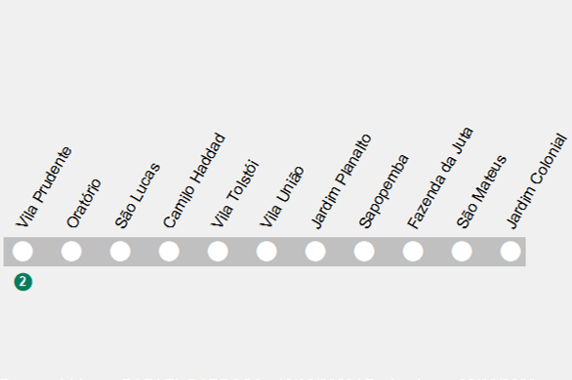 Vila Prudente
Oratório
São Lucas
Camilo Haddad
Vila Tolstói
Vila União
Jardim Planalto
Sapopemba
Fazenda da Juta
São Mateus
Jardim Colonial
2